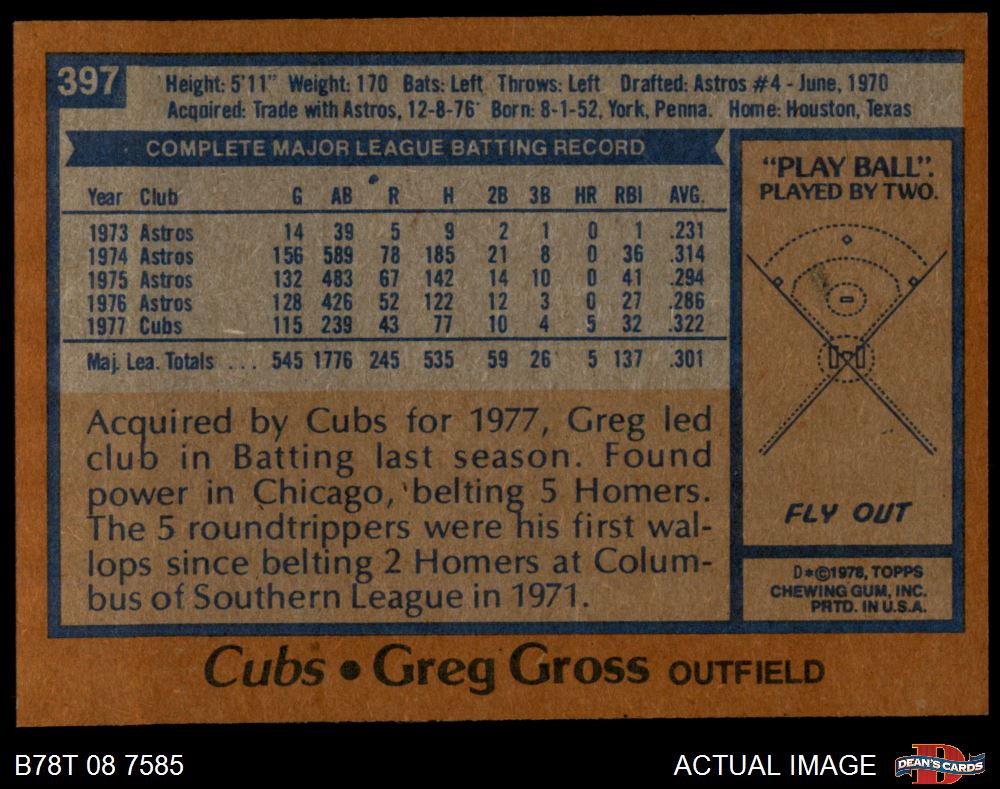 397
Height: 5'11" Weight: 170 Bats: Left Throws: Left Drafted: Astros #4 - June, 1970
Acquired: Trade with Astros, 12-8-76 Born: 8-1-52, York, Penna. Home: Houston, Texas
COMPLETE MAJOR LEAGUE BATTING RECORD
Year Club G AB R H 2B 3B HR RBI AVG.
1973 Astros 14 39 5 9 2 1 0 1 .231
1974 Astros 156 589 78 185 21 8 0 36 .314
1975 Astros 132 483 67 142 14 10 0 41 .294
1976 Astros 128 426 52 122 12 3 0 27 .286
1977 Cubs 115 239 43 77 10 4 5 32 .322
Maj. Lea. Totals ... 545 1776 245 535 59 26 5 137 .301
Acquired by Cubs for 1977, Greg led
club in Batting last season. Found
power in Chicago, belting 5 Homers.
The 5 roundtrippers were his first wal-
lops since belting 2 Homers at Colum-
bus of Southern League in 1971.
"PLAY BALL".
PLAYED BY TWO.
FLY OUT
D*©1978, TOPPS
CHEWING GUM, INC.
PRTD. IN U.S.A.
Cubs • Greg Gross OUTFIELD
B78T 08 7585
ACTUAL IMAGE
DEAN'S CARDS